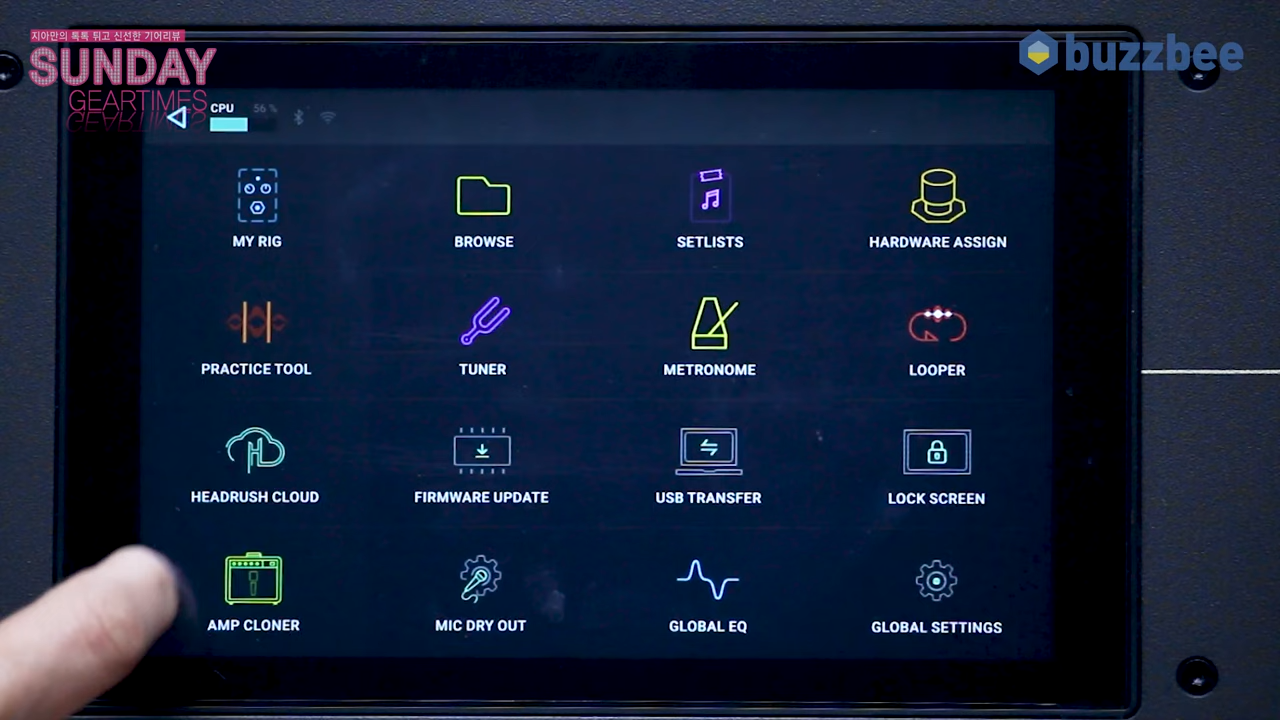 지아만의 톡톡 튀고 신선한 기어리뷰
SUNDAY
GEARTIMES
buzzbee
CPU 56 %
MY RIG
BROWSE
SETLISTS
HARDWARE ASSIGN
PRACTICE TOOL
TUNER
METRONOME
LOOPER
HEADRUSH CLOUD
FIRMWARE UPDATE
USB TRANSFER
LOCK SCREEN
AMP CLONER
MIC DRY OUT
GLOBAL EQ
GLOBAL SETTINGS